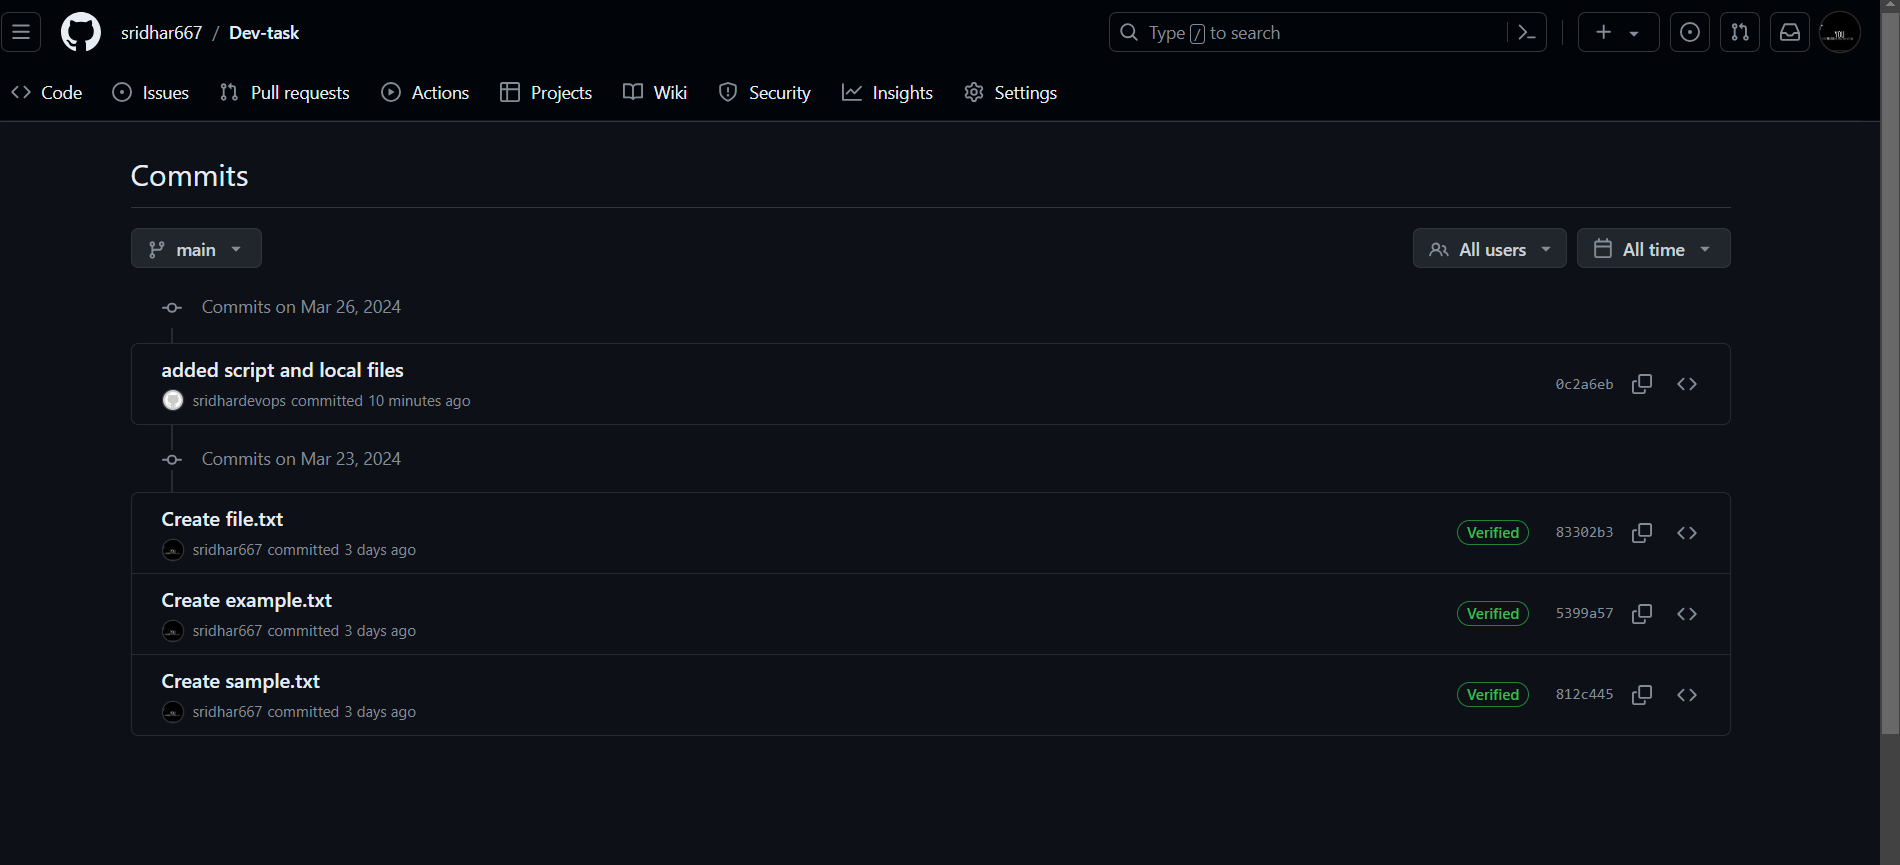 sridhar667 / Dev-task
Type / to search
Code Issues Pull requests Actions Projects Wiki Security Insights Settings
Commits
main All users All time
Commits on Mar 26, 2024
added script and local files
sridhardevops committed 10 minutes ago
0c2a6eb
Commits on Mar 23, 2024
Create file.txt
sridhar667 committed 3 days ago
Verified 83302b3
Create example.txt
sridhar667 committed 3 days ago
Verified 5399a57
Create sample.txt
sridhar667 committed 3 days ago
Verified 812c445